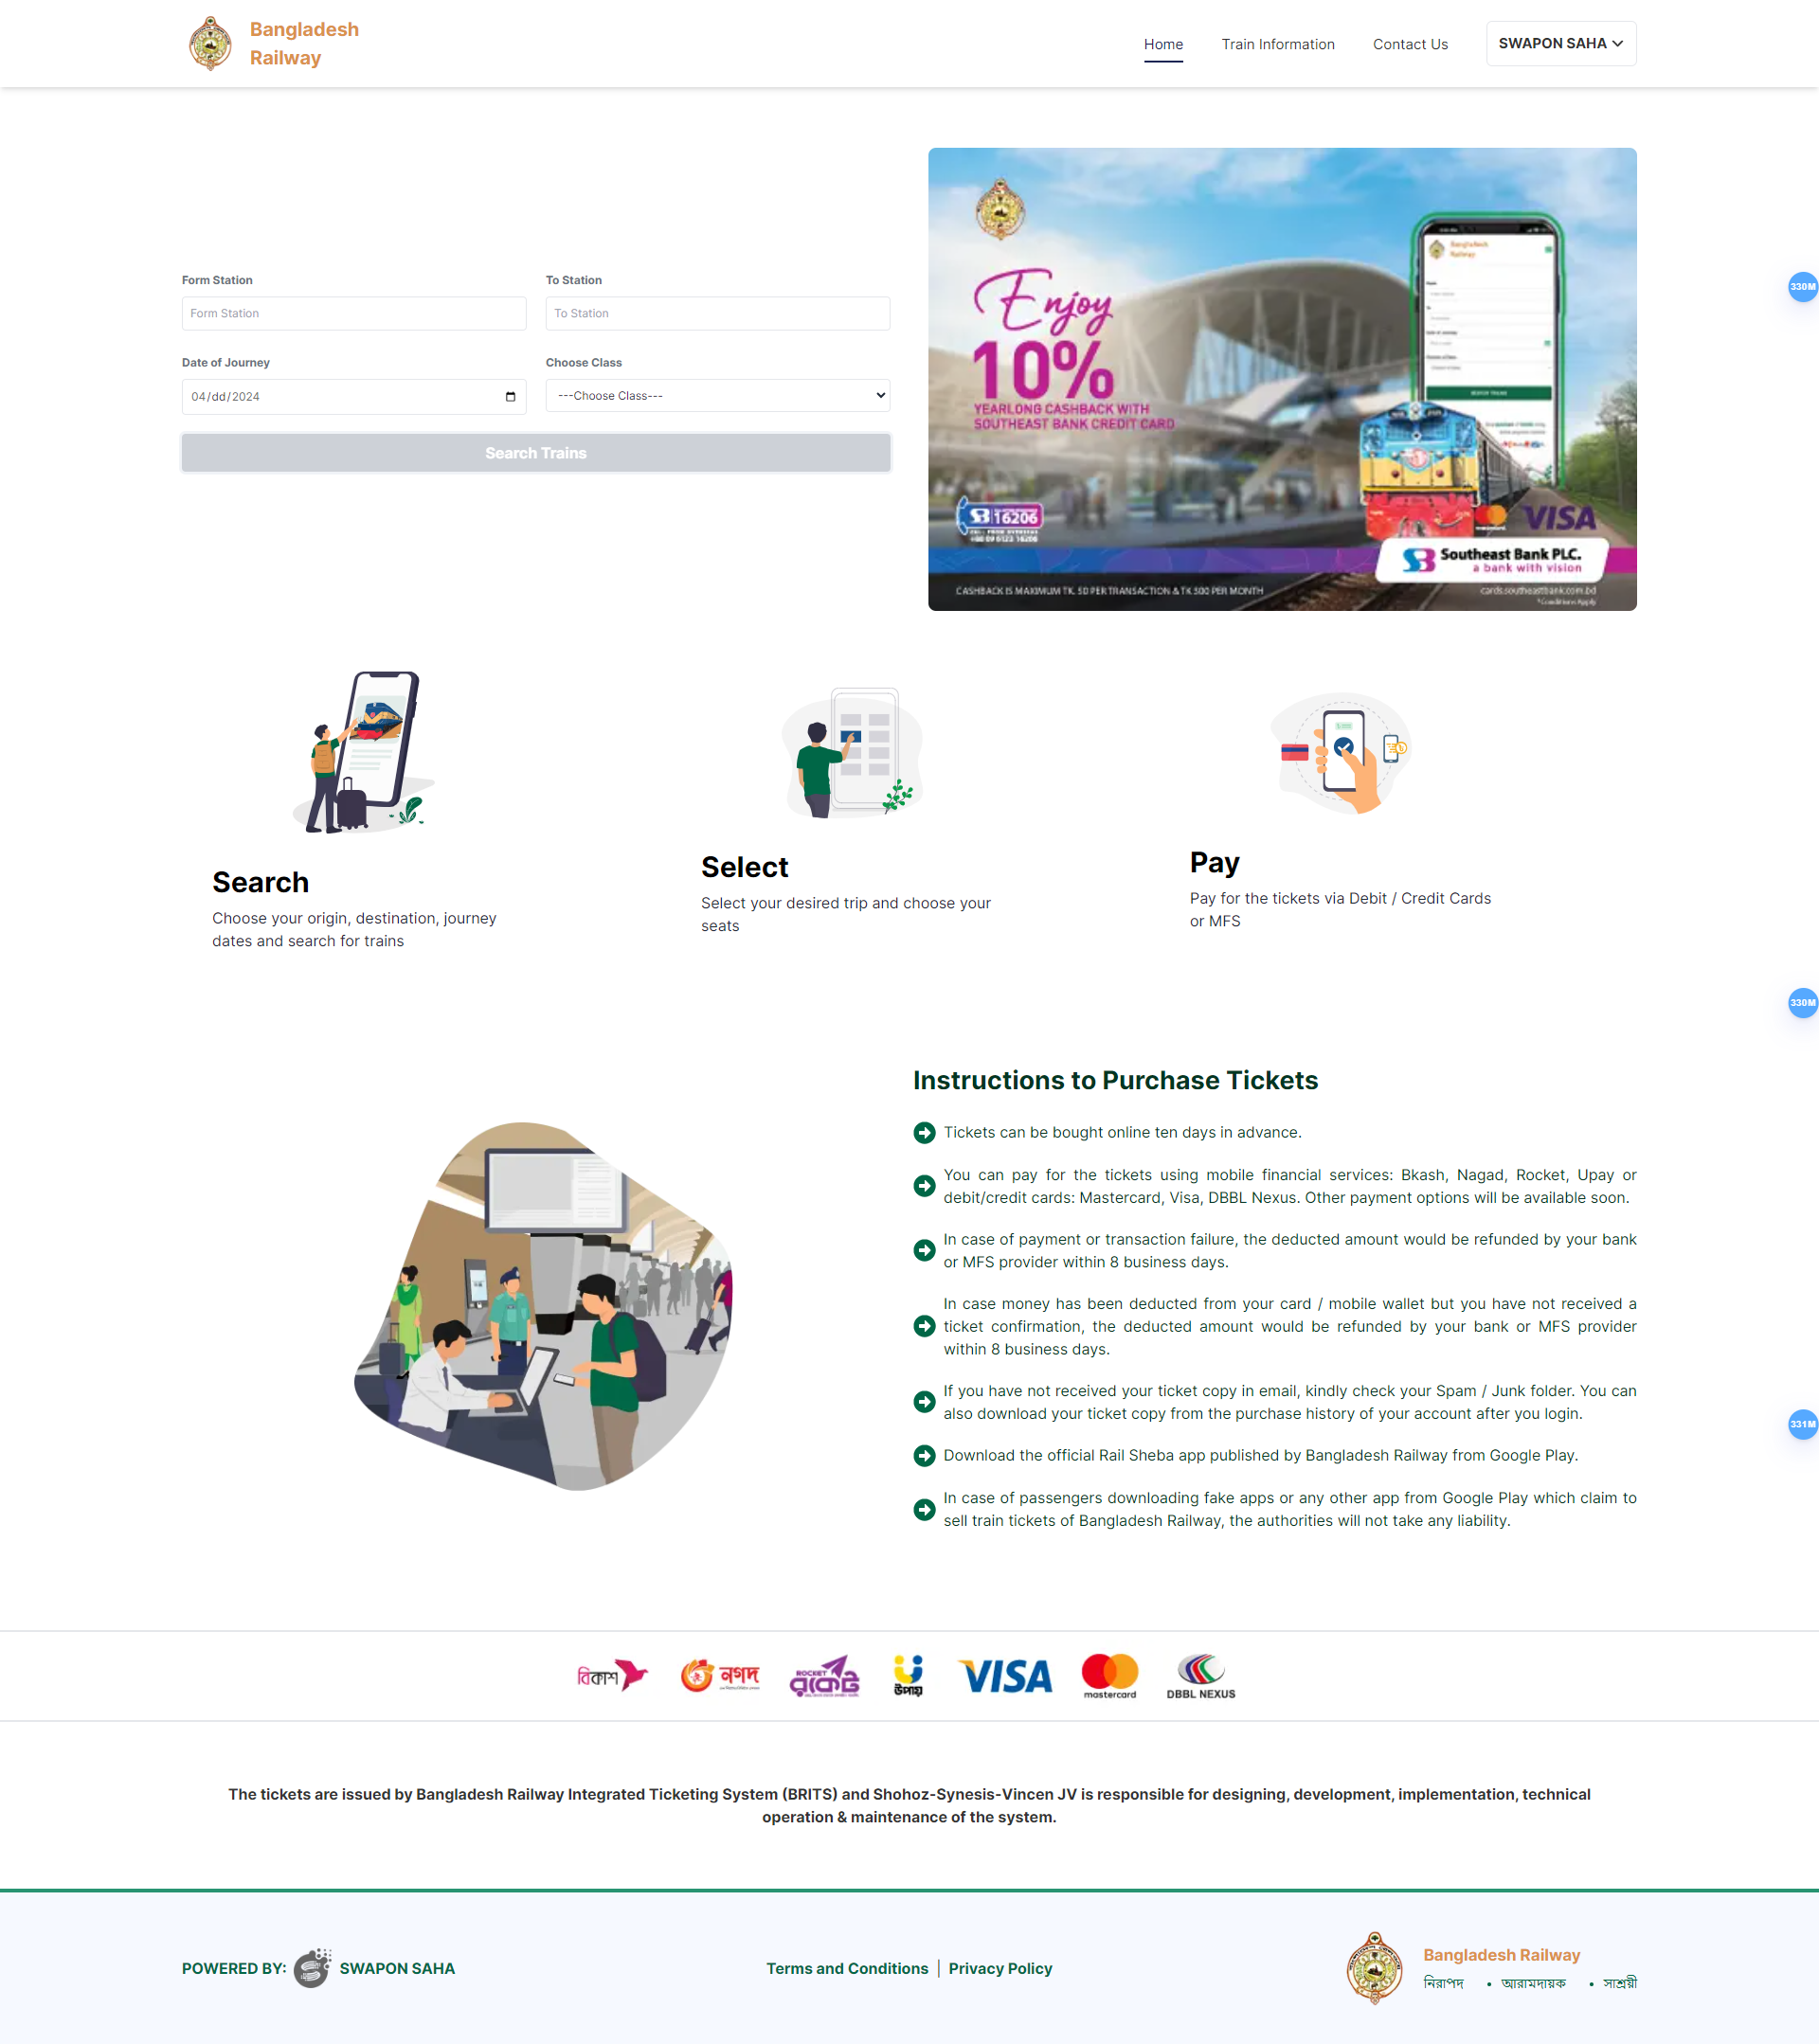 Bangladesh
Railway
Home
Train Information
Contact Us
SWAPON SAHA
Form Station
To Station
Form Station
To Station
Date of Journey
Choose Class
04/dd/2024
---Choose Class---
Search Trains
Bangladesh
Railway
Enjoy
10%
YEARLONG CASHBACK WITH
SOUTHEAST BANK CREDIT CARD
16206
VISA
Southeast Bank PLC.
a bank with vision
CASHBACK IS MAXIMUM TK. 50 PER TRANSACTION & TK 500 PER MONTH
cards.southeastbank.com.bd
*Conditions Apply
330M
Search
Choose your origin, destination, journey
dates and search for trains
Select
Select your desired trip and choose your
seats
Pay
Pay for the tickets via Debit / Credit Cards
or MFS
330M
Instructions to Purchase Tickets
Tickets can be bought online ten days in advance.
You can pay for the tickets using mobile financial services: Bkash, Nagad, Rocket, Upay or
debit/credit cards: Mastercard, Visa, DBBL Nexus. Other payment options will be available soon.
In case of payment or transaction failure, the deducted amount would be refunded by your bank
or MFS provider within 8 business days.
In case money has been deducted from your card / mobile wallet but you have not received a
ticket confirmation, the deducted amount would be refunded by your bank or MFS provider
within 8 business days.
If you have not received your ticket copy in email, kindly check your Spam / Junk folder. You can
also download your ticket copy from the purchase history of your account after you login.
331M
Download the official Rail Sheba app published by Bangladesh Railway from Google Play.
In case of passengers downloading fake apps or any other app from Google Play which claim to
sell train tickets of Bangladesh Railway, the authorities will not take any liability.
বিকাশ
নগদ
ROCKET
রকেট
উপায়
VISA
mastercard
DBBL NEXUS
The tickets are issued by Bangladesh Railway Integrated Ticketing System (BRITS) and Shohoz-Synesis-Vincen JV is responsible for designing, development, implementation, technical
operation & maintenance of the system.
POWERED BY:
SWAPON SAHA
Terms and Conditions | Privacy Policy
Bangladesh Railway
নিরাপদ • আরামদায়ক • সাশ্রয়ী